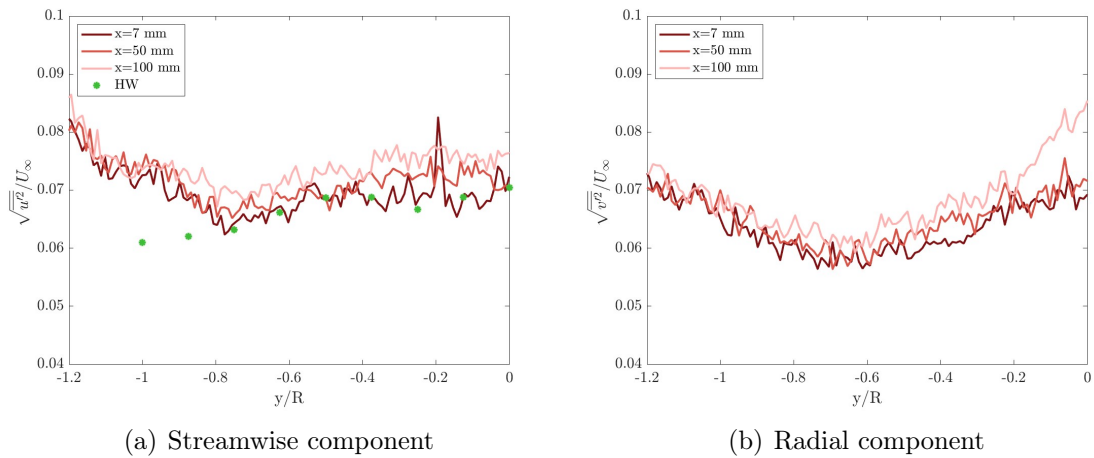 0.1
0.09
0.08
0.07
0.06
0.05
0.04
√u'²/U∞
x=7 mm
x=50 mm
x=100 mm
HW
-1.2 -1 -0.8 -0.6 -0.4 -0.2 0
y/R
(a) Streamwise component
0.1
0.09
0.08
0.07
0.06
0.05
0.04
√v'²/U∞
x=7 mm
x=50 mm
x=100 mm
-1.2 -1 -0.8 -0.6 -0.4 -0.2 0
y/R
(b) Radial component